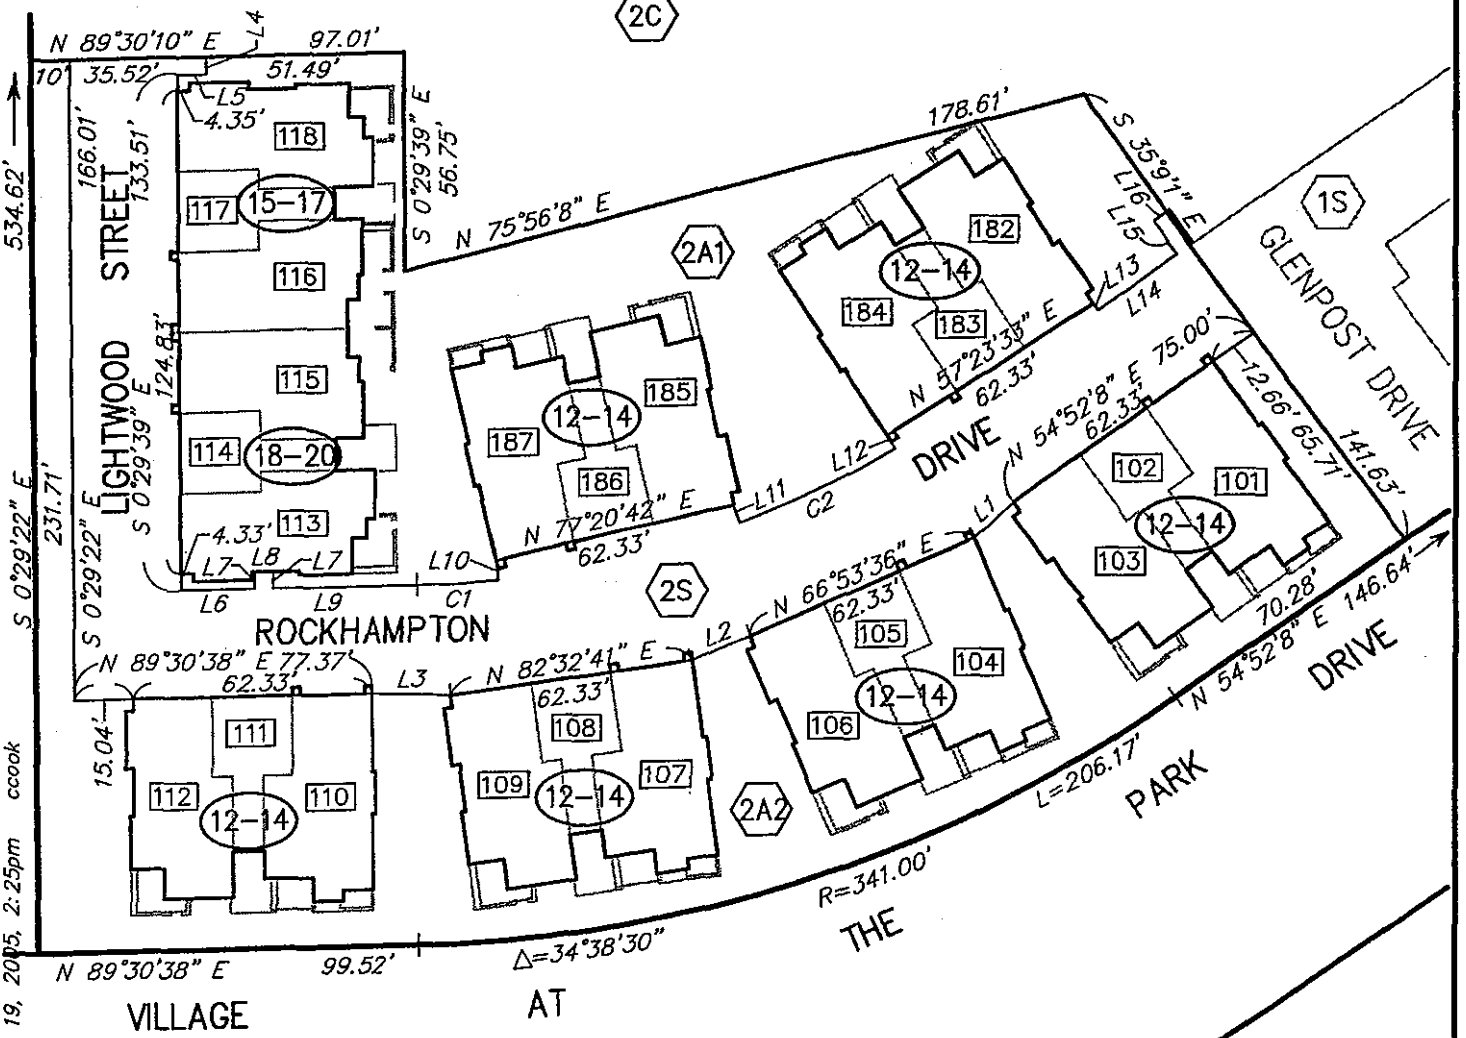 2C
N 89°30'10" E
97.01'
L4
10'
35.52'
51.49'
L5
4.35'
178.61'
S 35°9'1" E
534.62'
166.01'
STREET
133.51'
118
117
15-17
116
S 0°29'39" E
56.75'
N 75°56'8" E
2A1
182
12-14
184
183
L16
L15
L13
L14
1S
GLENPOST DRIVE
LIGHTWOOD
124.83'
S 0°29'39" E
115
114
18-20
113
4.33'
L7
L8
L7
L6
L9
L10
C1
187
12-14
185
186
N 77°20'42" E
62.33'
L11
C2
L12
N 57°23'33" E
62.33'
DRIVE
N 54°52'8" E 75.00'
62.33'
12.66'
65.71'
141.63'
102
101
12-14
103
L1
S 0°29'22" E
231.71'
S 0°29'22" E
ROCKHAMPTON
2S
N 89°30'38" E 77.37'
62.33'
L3
N 82°32'41" E
62.33'
L2
N 66°53'36" E
62.33'
105
104
12-14
106
70.28'
N 54°52'8" E 146.64'
DRIVE
15.04'
111
112
110
12-14
108
109
107
12-14
2A2
L=206.17'
PARK
R=341.00'
THE
Δ=34°38'30"
N 89°30'38" E
99.52'
VILLAGE
AT
19, 2005, 2:25pm ccook